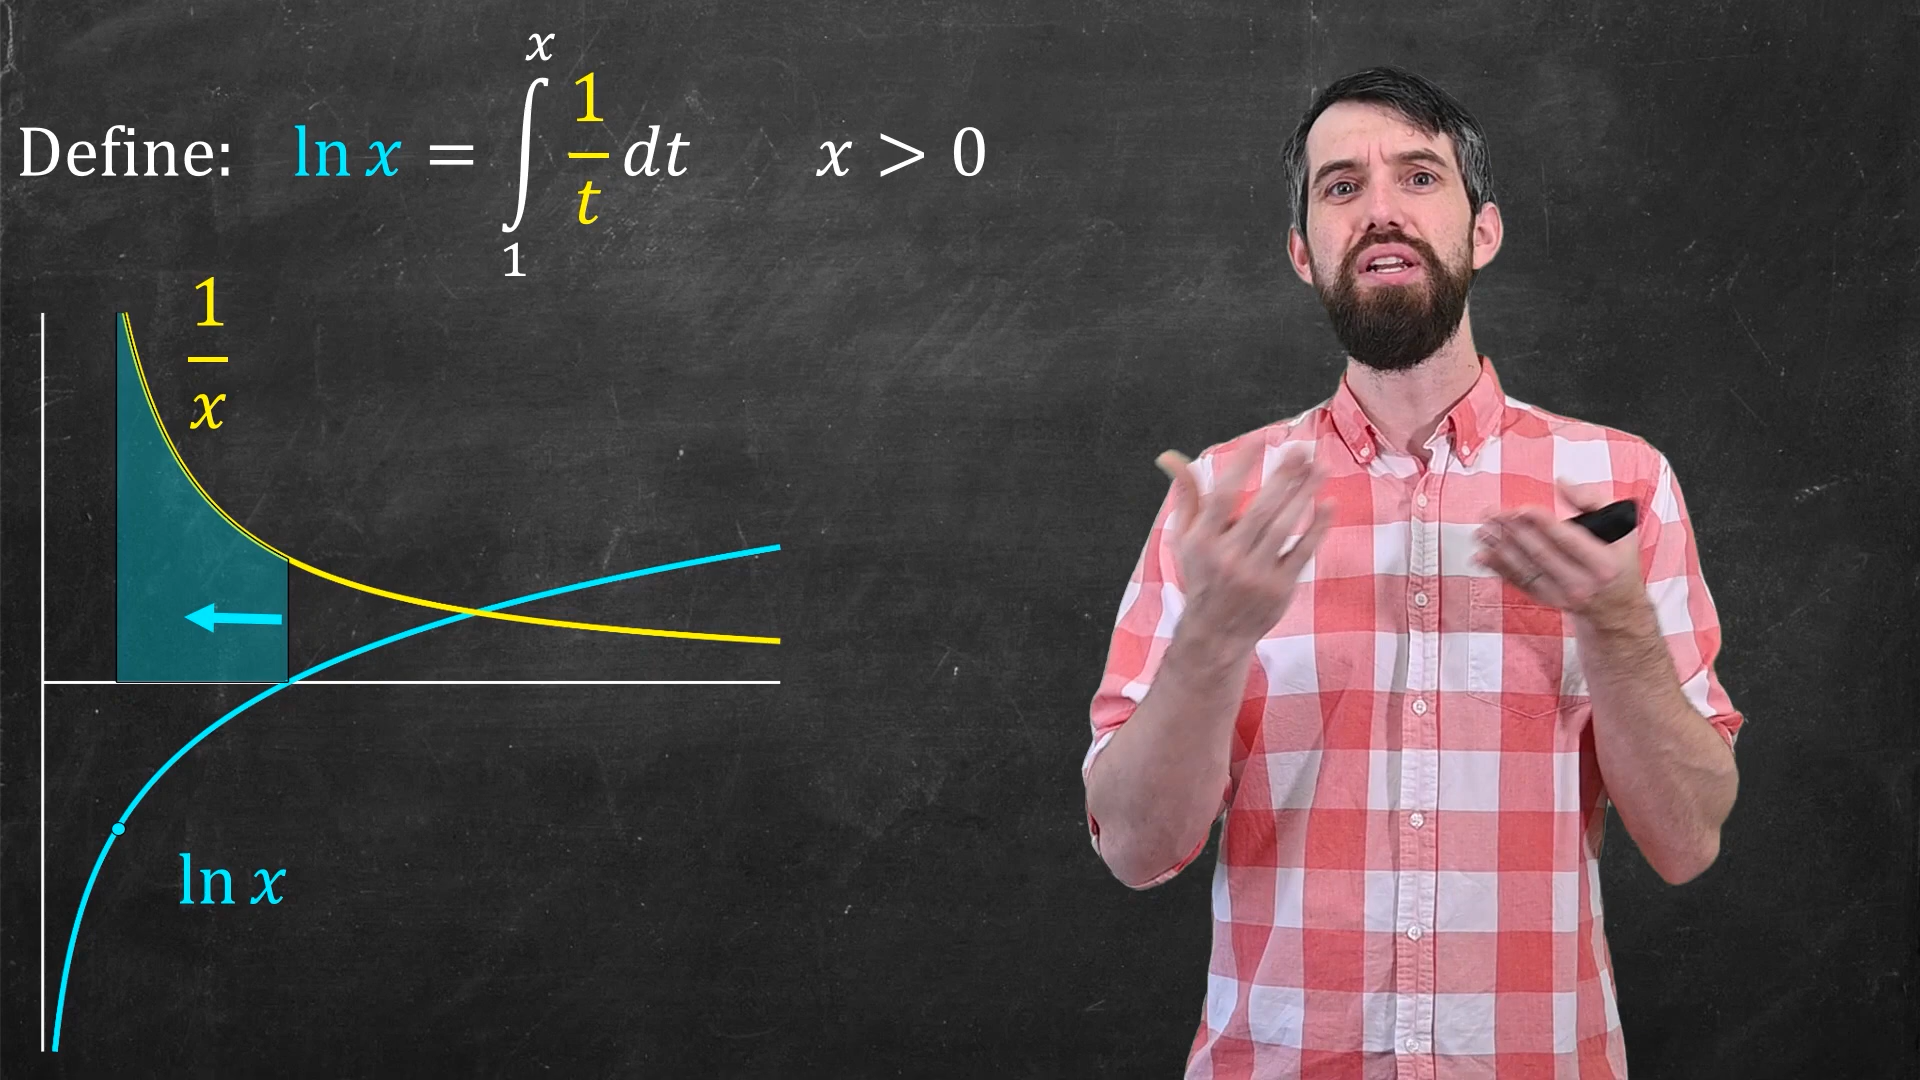 Define: ln x = ∫₁ˣ 1/t dt x > 0
1/x
ln x